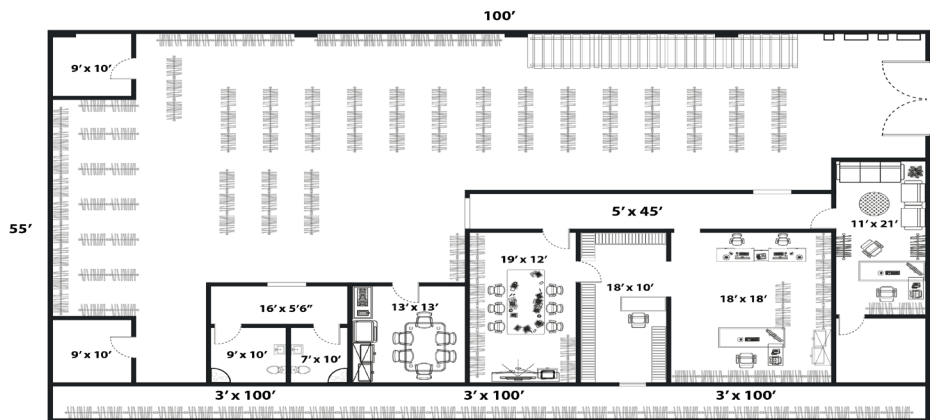 100’
9’ x 10’
5’ x 45’
11’ x 21’
55’
19’ x 12’
18’ x 10’
18’ x 18’
16’ x 5’6”
13’ x 13’
9’ x 10’
9’ x 10’
7’ x 10’
3’ x 100’
3’ x 100’
3’ x 100’